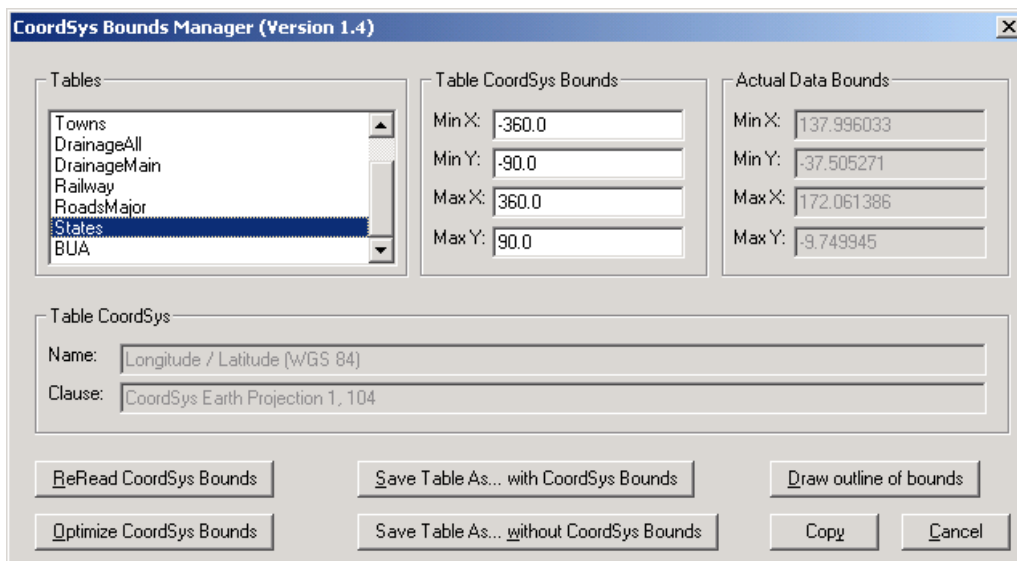 CoordSys Bounds Manager (Version 1.4)
Tables
Towns
DrainageAll
DrainageMain
Railway
RoadsMajor
States
BUA
Table CoordSys Bounds
Min X: -360.0
Min Y: -90.0
Max X: 360.0
Max Y: 90.0
Actual Data Bounds
Min X: 137.996033
Min Y: -37.505271
Max X: 172.061386
Max Y: -9.749945
Table CoordSys
Name: Longitude / Latitude (WGS 84)
Clause: CoordSys Earth Projection 1, 104
ReRead CoordSys Bounds
Save Table As... with CoordSys Bounds
Draw outline of bounds
Optimize CoordSys Bounds
Save Table As... without CoordSys Bounds
Copy
Cancel